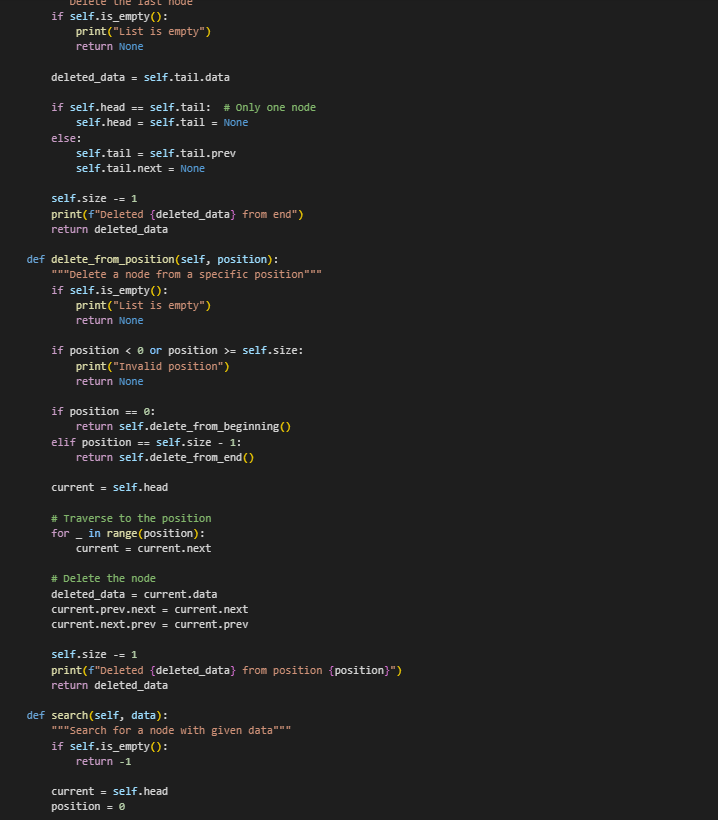 """Delete the last node"""
if self.is_empty():
print("List is empty")
return None
deleted_data = self.tail.data
if self.head == self.tail:  # Only one node
self.head = self.tail = None
else:
self.tail = self.tail.prev
self.tail.next = None
self.size -= 1
print(f"Deleted {deleted_data} from end")
return deleted_data
def delete_from_position(self, position):
"""Delete a node from a specific position"""
if self.is_empty():
print("List is empty")
return None
if position < 0 or position >= self.size:
print("Invalid position")
return None
if position == 0:
return self.delete_from_beginning()
elif position == self.size - 1:
return self.delete_from_end()
current = self.head
# Traverse to the position
for _ in range(position):
current = current.next
# Delete the node
deleted_data = current.data
current.prev.next = current.next
current.next.prev = current.prev
self.size -= 1
print(f"Deleted {deleted_data} from position {position}")
return deleted_data
def search(self, data):
"""Search for a node with given data"""
if self.is_empty():
return -1
current = self.head
position = 0